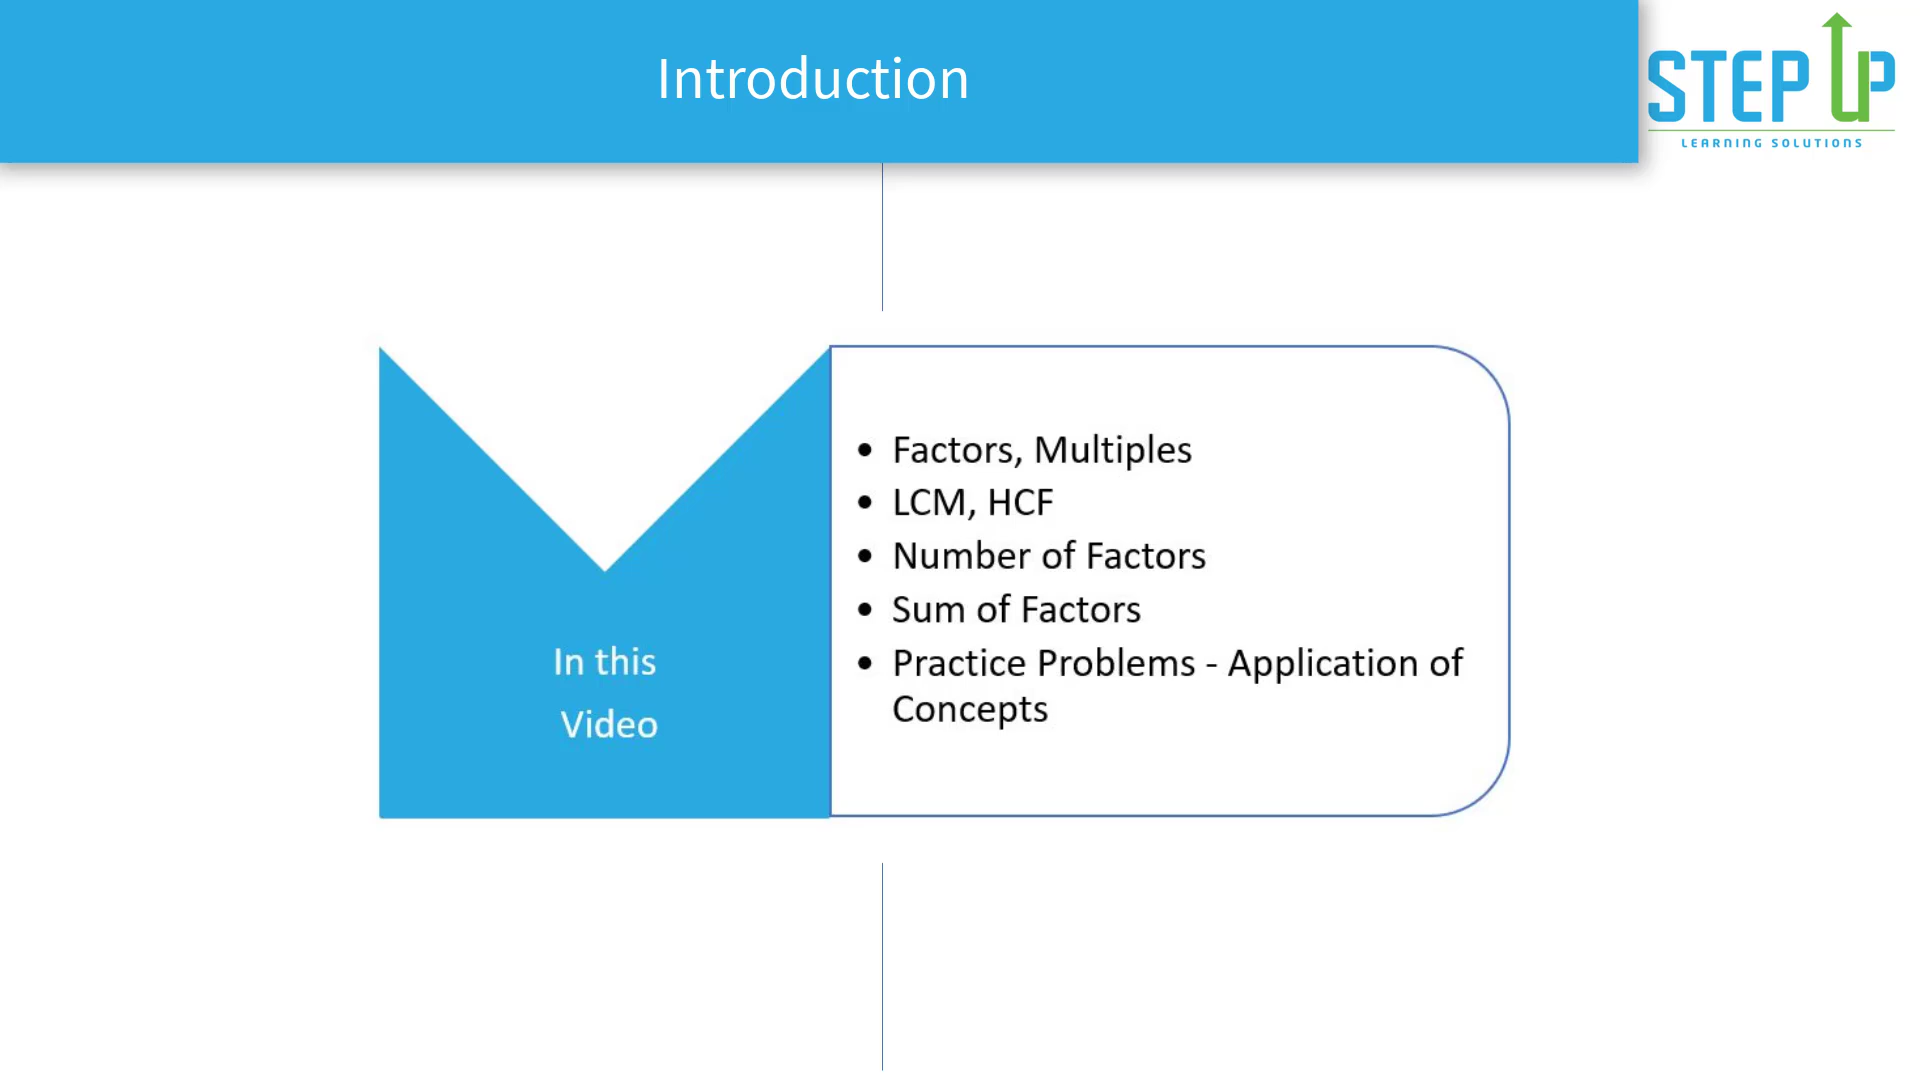 Introduction
STEP UP
LEARNING SOLUTIONS
In this
Video
• Factors, Multiples
• LCM, HCF
• Number of Factors
• Sum of Factors
• Practice Problems - Application of
Concepts